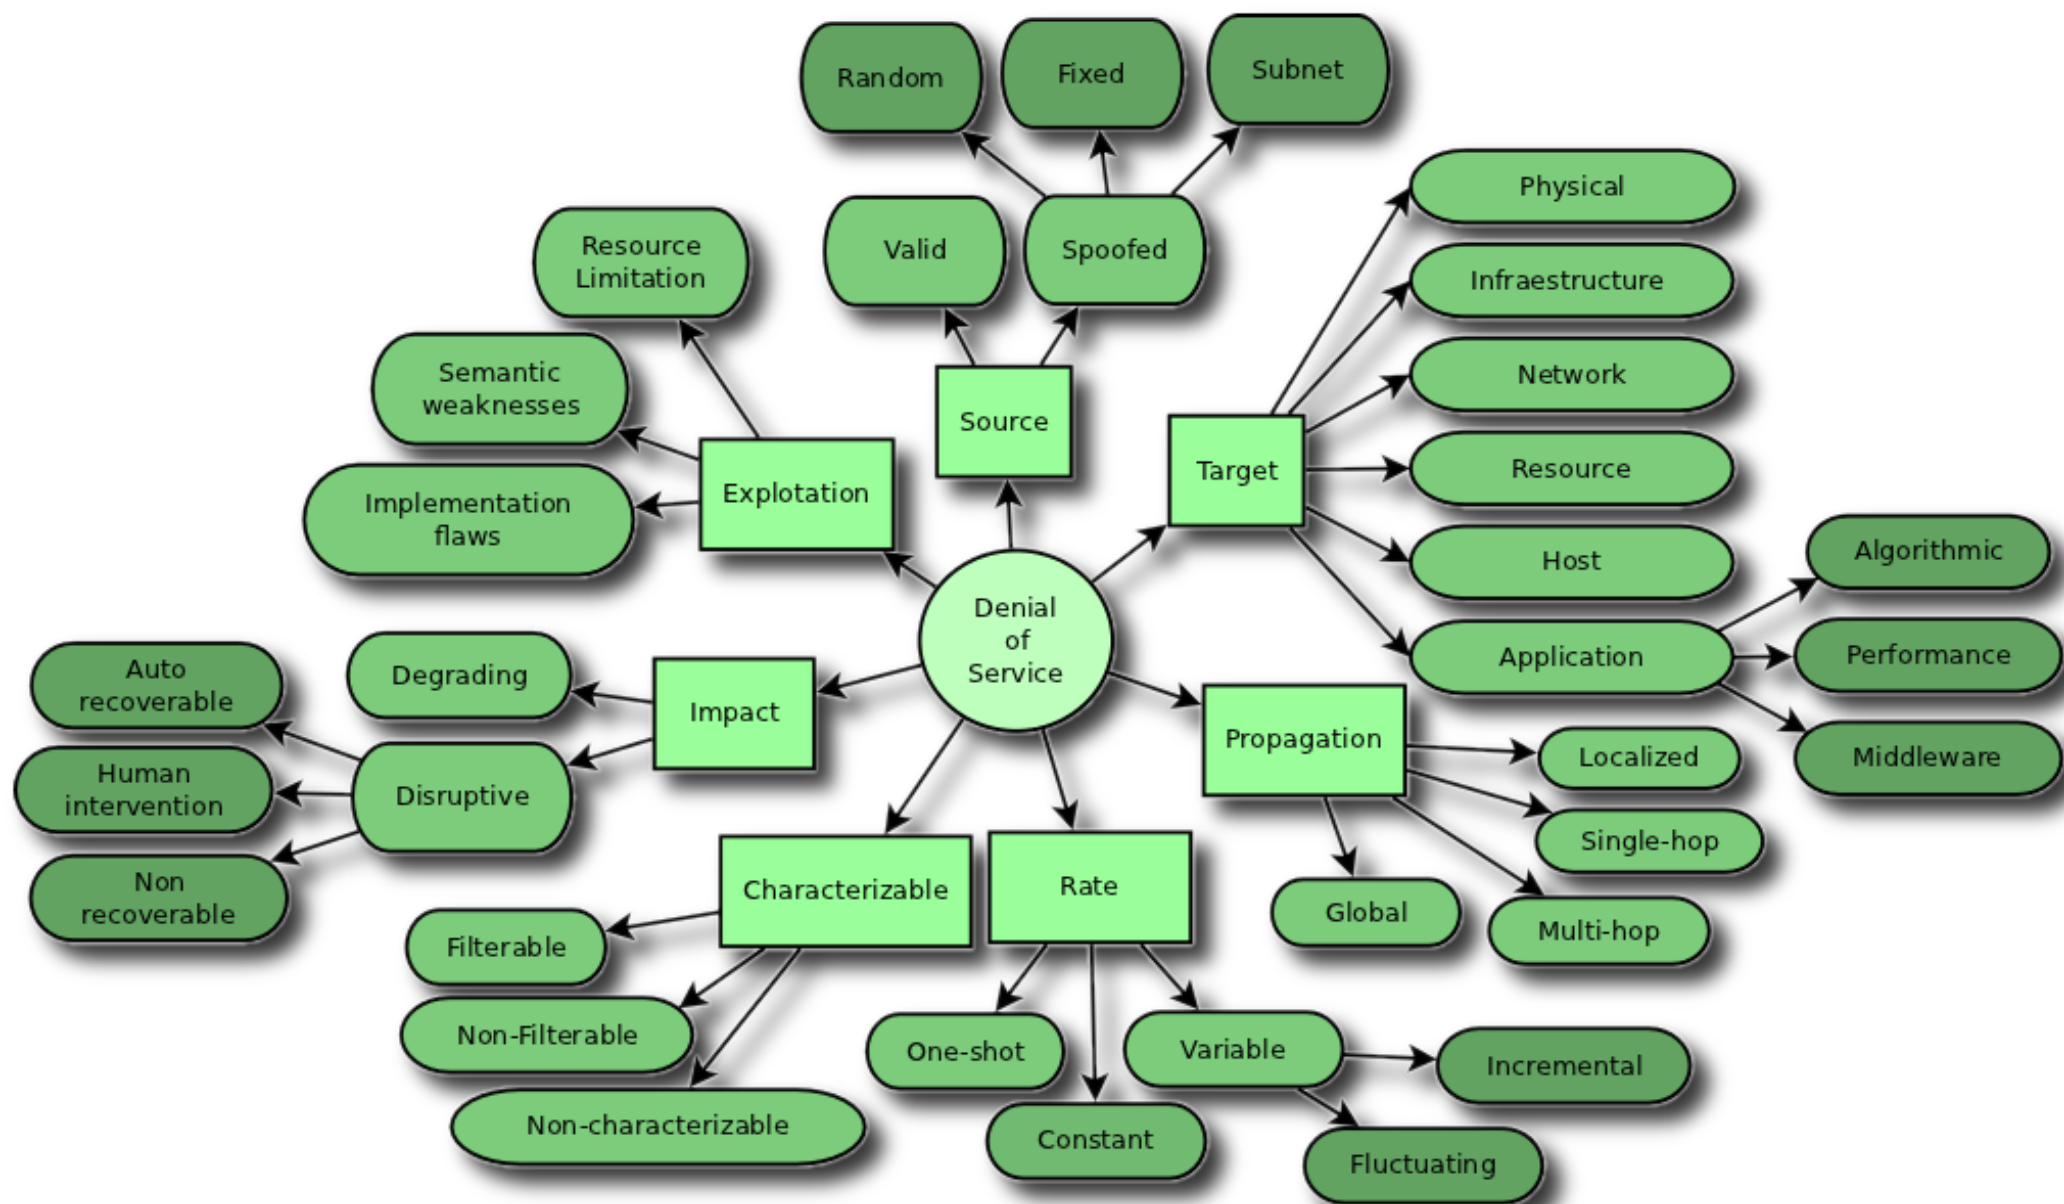 Random
Fixed
Subnet
Valid
Spoofed
Source
Resource
Limitation
Semantic
weaknesses
Implementation
flaws
Explotation
Physical
Infraestructure
Network
Resource
Host
Application
Target
Algorithmic
Performance
Middleware
Denial
of
Service
Auto
recoverable
Human
intervention
Non
recoverable
Degrading
Disruptive
Impact
Propagation
Localized
Single-hop
Multi-hop
Global
Characterizable
Filterable
Non-Filterable
Non-characterizable
Rate
One-shot
Constant
Variable
Incremental
Fluctuating